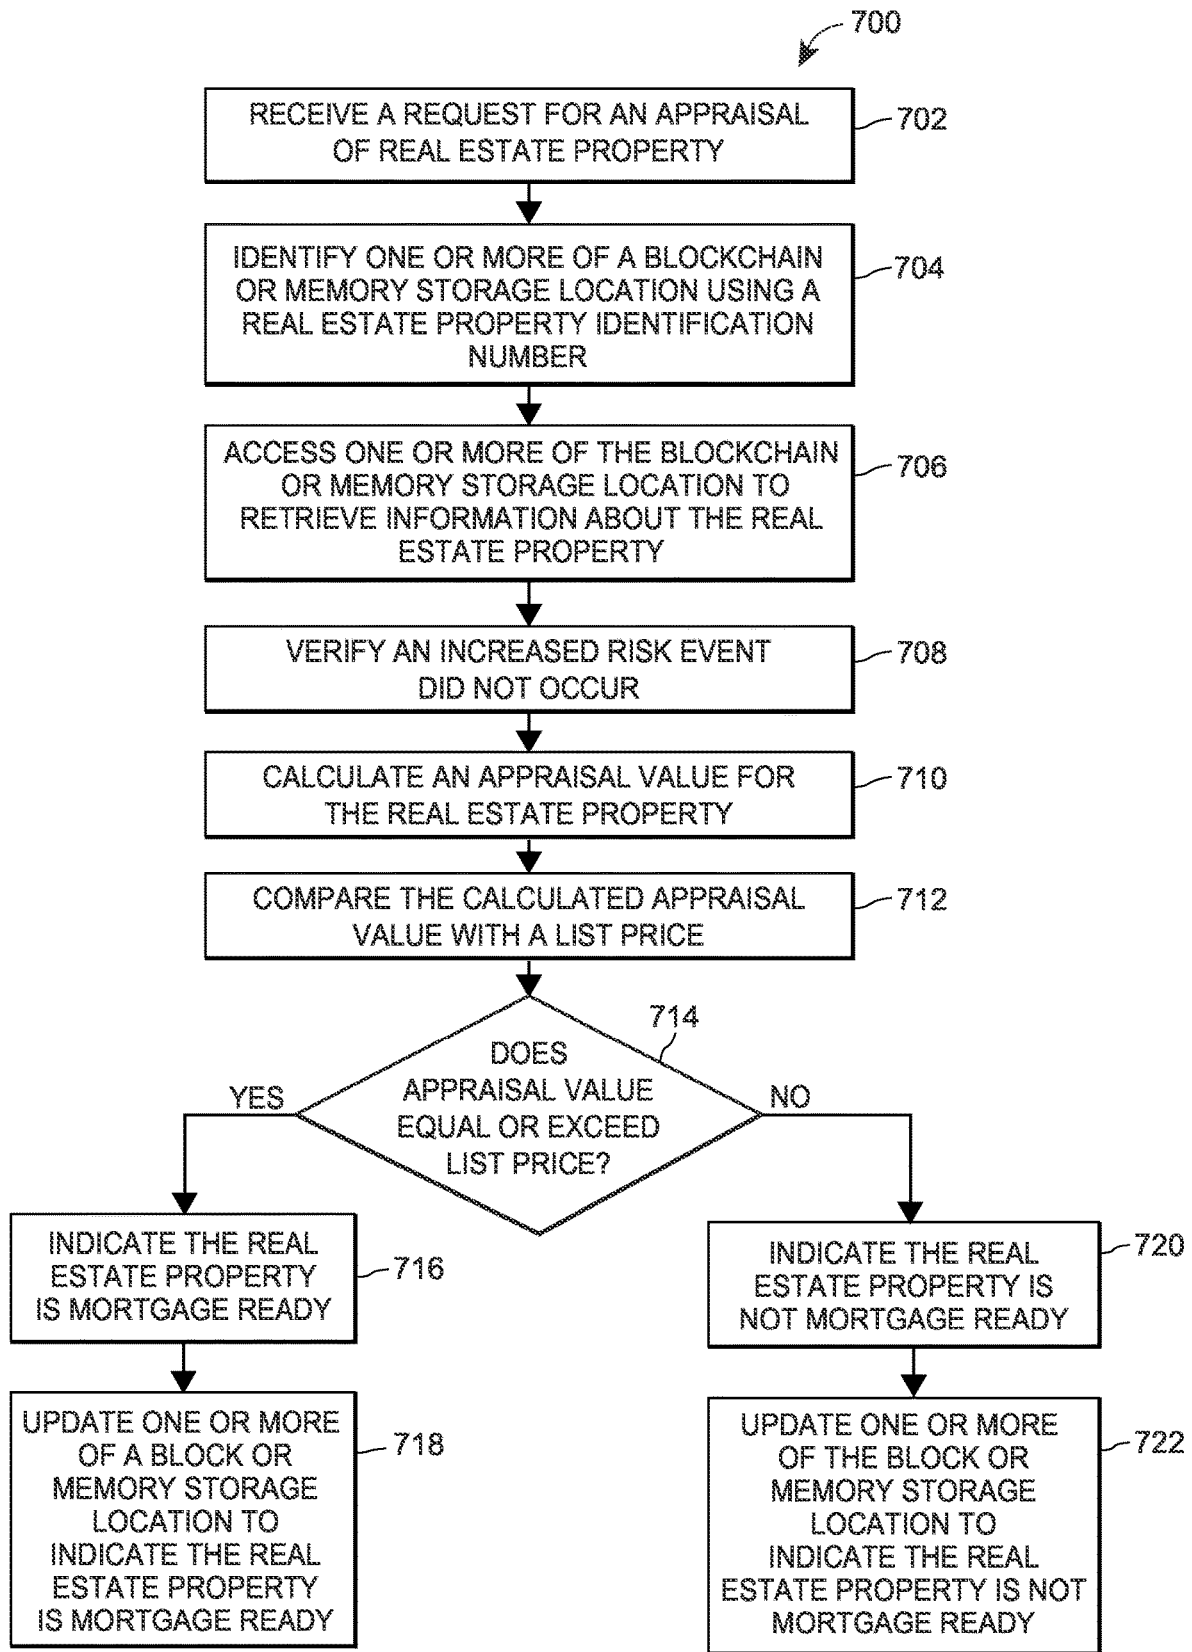 700
RECEIVE A REQUEST FOR AN APPRAISAL
OF REAL ESTATE PROPERTY
702
IDENTIFY ONE OR MORE OF A BLOCKCHAIN
OR MEMORY STORAGE LOCATION USING A
REAL ESTATE PROPERTY IDENTIFICATION
NUMBER
704
ACCESS ONE OR MORE OF THE BLOCKCHAIN
OR MEMORY STORAGE LOCATION TO
RETRIEVE INFORMATION ABOUT THE REAL
ESTATE PROPERTY
706
VERIFY AN INCREASED RISK EVENT
DID NOT OCCUR
708
CALCULATE AN APPRAISAL VALUE FOR
THE REAL ESTATE PROPERTY
710
COMPARE THE CALCULATED APPRAISAL
VALUE WITH A LIST PRICE
712
714
DOES
APPRAISAL VALUE
EQUAL OR EXCEED
LIST PRICE?
YES
NO
INDICATE THE REAL
ESTATE PROPERTY
IS MORTGAGE READY
716
UPDATE ONE OR MORE
OF A BLOCK OR
MEMORY STORAGE
LOCATION TO
INDICATE THE REAL
ESTATE PROPERTY
IS MORTGAGE READY
718
INDICATE THE REAL
ESTATE PROPERTY IS
NOT MORTGAGE READY
720
UPDATE ONE OR MORE
OF THE BLOCK OR
MEMORY STORAGE
LOCATION TO
INDICATE THE REAL
ESTATE PROPERTY IS NOT
MORTGAGE READY
722